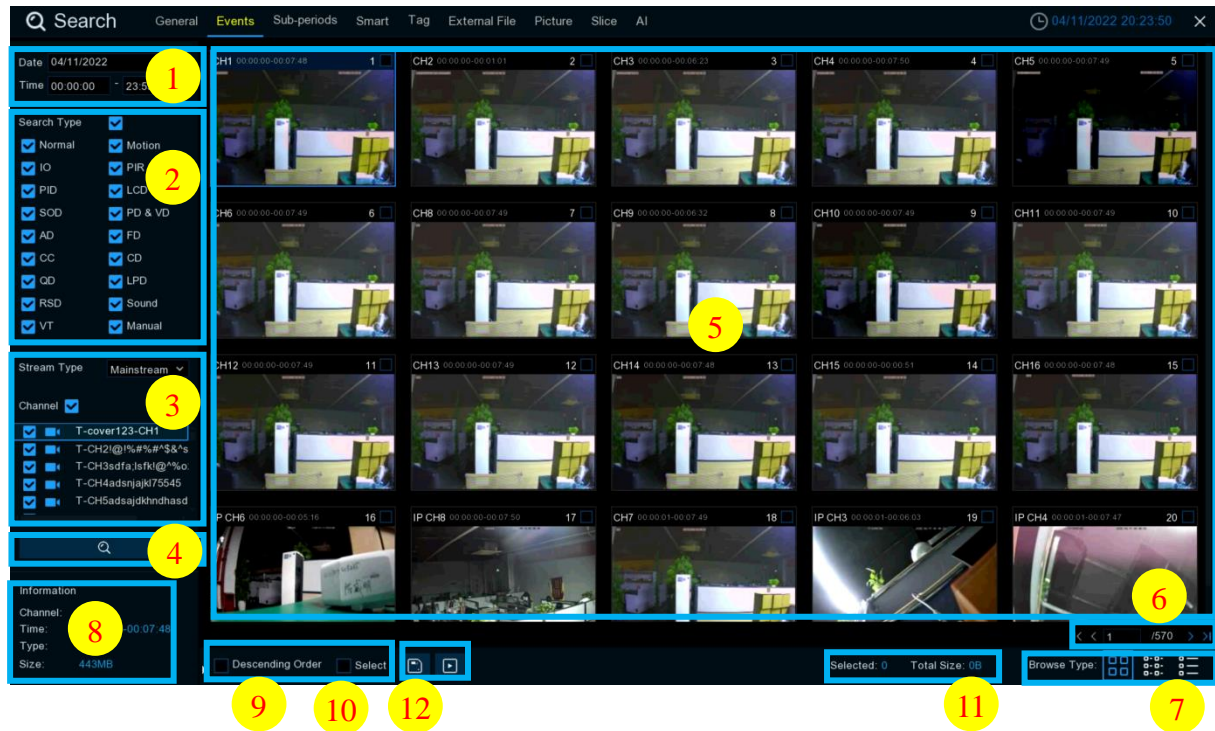 Search General Events Sub-periods Smart Tag External File Picture Slice AI 04/11/2022 20:23:50
Date 04/11/2022
Time 00:00:00 -
1
Search Type
Normal Motion
IO PIR
PID LCD
2
SOD PD & VD
AD FD
CC CD
QD LPD
RSD Sound
VT Manual
Stream Type Mainstream
Channel
3
T-cover123-CH1
T-CH2!@!%#%#^$&^s
T-CH3sdfa;lsfk!@^%o:
T-CH4adsnjajkl75545
T-CH5adsajdkhndhasd
4
Information
Channel:
Time: -00:07:48
Type:
Size: 443MB
8
CH1 00:00:00-00:07:48 1
CH2 00:00:00-00:01:01 2
CH3 00:00:00-00:06:23 3
CH4 00:00:00-00:07:50 4
CH5 00:00:00-00:07:49 5
CH6 00:00:00-00:07:49 6
CH8 00:00:00-00:07:49 7
CH9 00:00:00-00:06:32 8
CH10 00:00:00-00:07:49 9
CH11 00:00:00-00:07:49 10
5
CH12 00:00:00-00:07:49 11
CH13 00:00:00-00:07:49 12
CH14 00:00:00-00:07:48 13
CH15 00:00:00-00:00:51 14
CH16 00:00:00-00:07:48 15
IP CH6 00:00:00-00:05:16 16
IP CH8 00:00:00-00:07:50 17
CH7 00:00:01-00:07:49 18
IP CH3 00:00:01-00:06:03 19
IP CH4 00:00:01-00:07:47 20
6
1 /570
Descending Order Select
Selected: 0 Total Size: 0B
Browse Type:
9
10
12
11
7